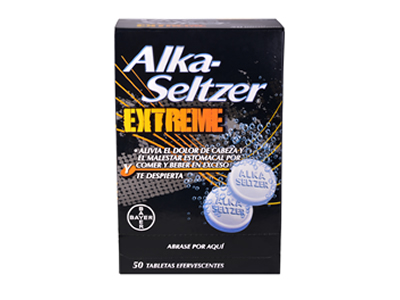 Alka-
Seltzer
EXTREME
• ALIVIA EL DOLOR DE CABEZA Y
EL MALESTAR ESTOMACAL POR
COMER Y BEBER EN EXCESO
Y TE DESPIERTA
ALKA
SELTZER
ALKA
SELTZER
BAYER
BAYER
ABRASE POR AQUÍ
50 TABLETAS EFERVESCENTES